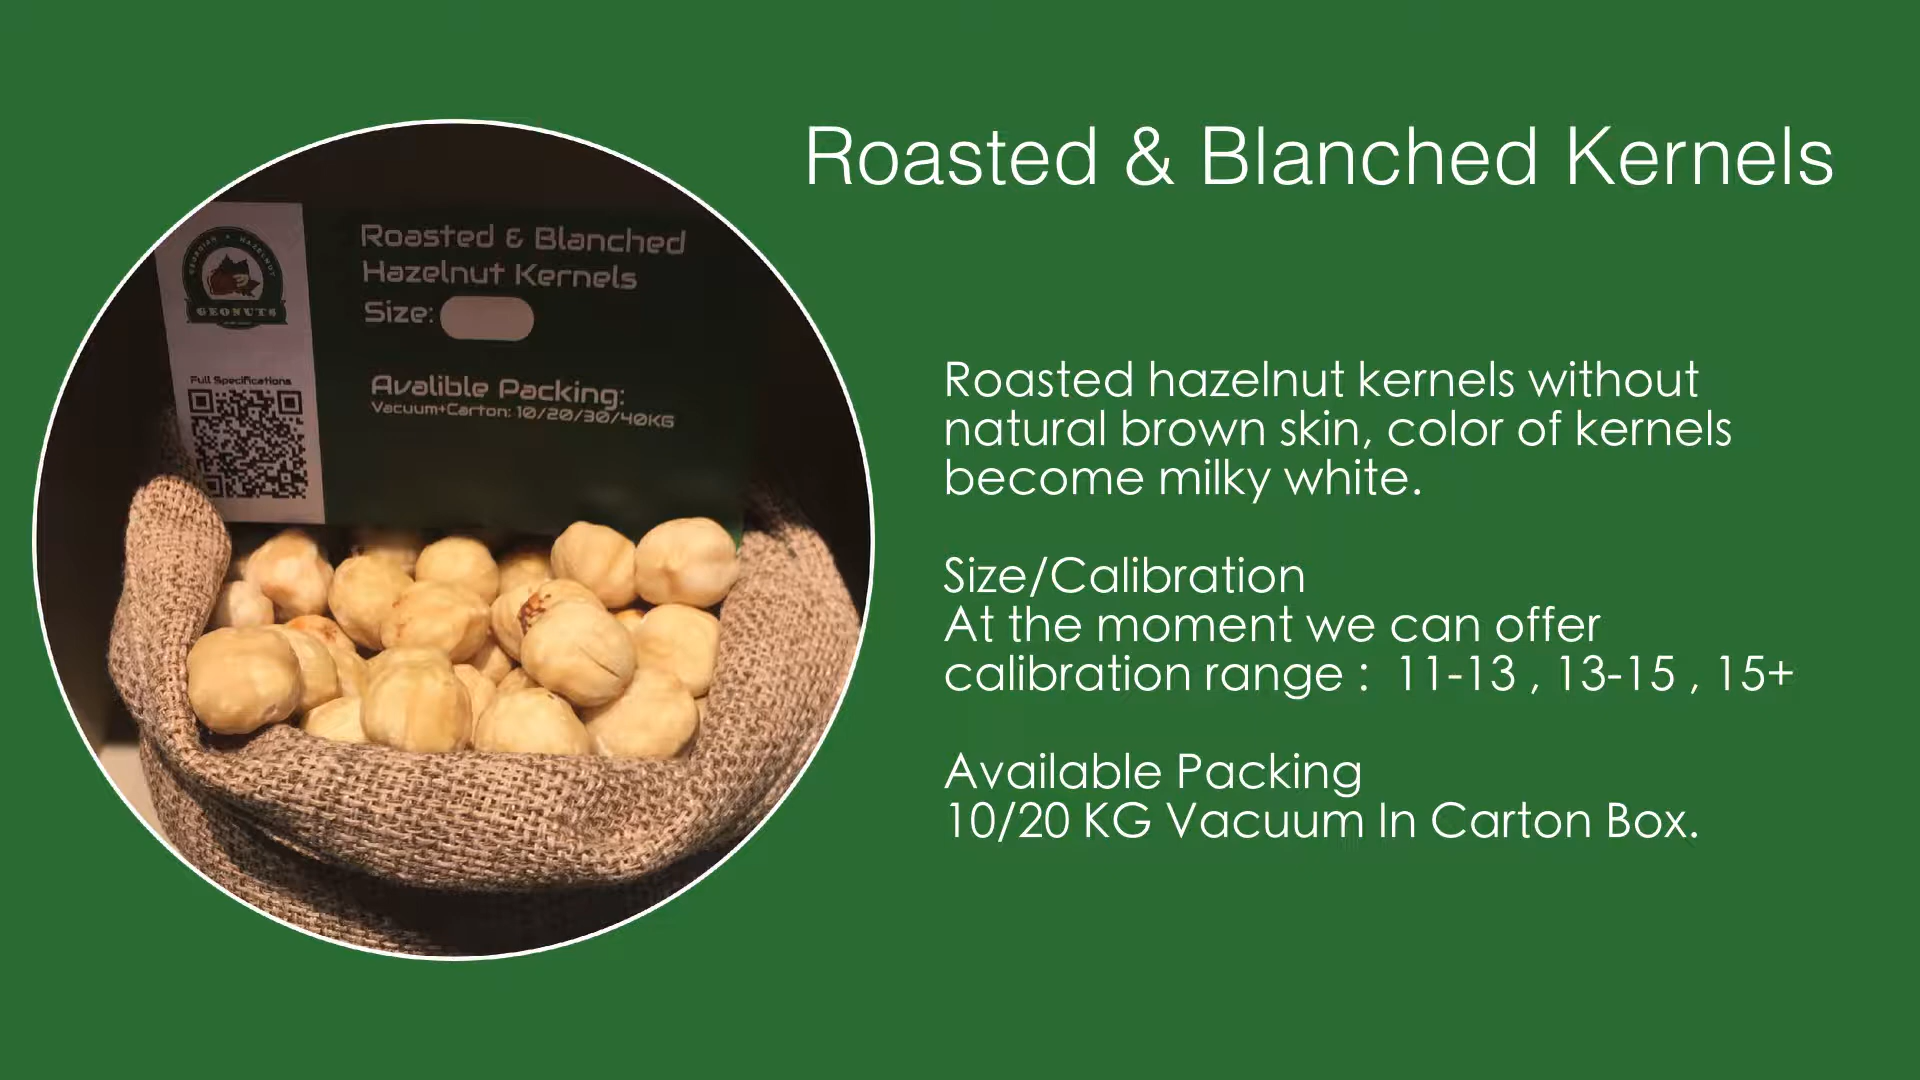 Roasted & Blanched Kernels
GEORGIAN * HAZELNUT
GEONUTS
Full Specifications
Roasted & Blanched
Hazelnut Kernels
Size:
Avalible Packing:
Vacuum+Carton: 10/20/30/40KG
Roasted hazelnut kernels without
natural brown skin, color of kernels
become milky white.
Size/Calibration
At the moment we can offer
calibration range :  11-13 , 13-15 , 15+
Available Packing
10/20 KG Vacuum In Carton Box.